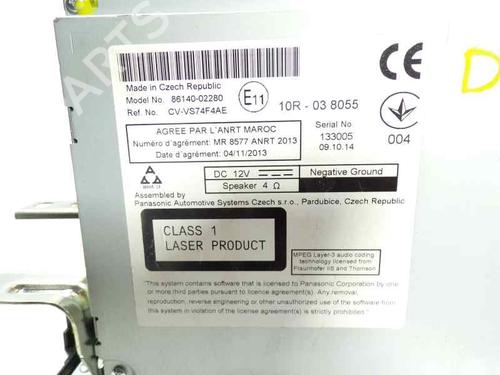 Made in Czech Republic
Model No. 86140-02280
Ref. No. CV-VS74F4AE
E11
10R - 03 8055
CE
AGREE PAR L'ANRT MAROC
Numéro d'agrément: MR 8577 ANRT 2013
Date d'agrément: 04/11/2013
Serial No
133005
09.10.14
004
DC 12V
Negative Ground
Speaker 4 Ω
Assembled by
Panasonic Automotive Systems Czech s.r.o., Pardubice, Czech Republic
CLASS 1
LASER PRODUCT
MPEG Layer-3 audio coding
technology licensed from
Fraunhofer IIS and Thomson
"This system contains software that is licensed to Panasonic Corporation by one
or more third parties pursuant to licensing agreement(s). Any removal,
reproduction, reverse engineering or other unauthorized use of the software from
this system in violation of the terms of the licensing
agreement(s) is strictly prohibited."
D